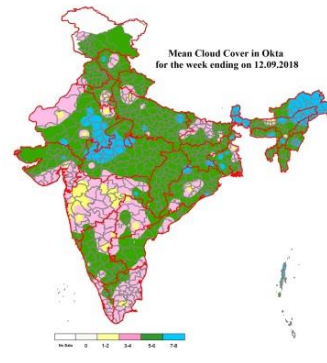 Mean Cloud Cover in Okta
for the week ending on 12.09.2018
No Data 0 1-2 3-4 5-6 7-8